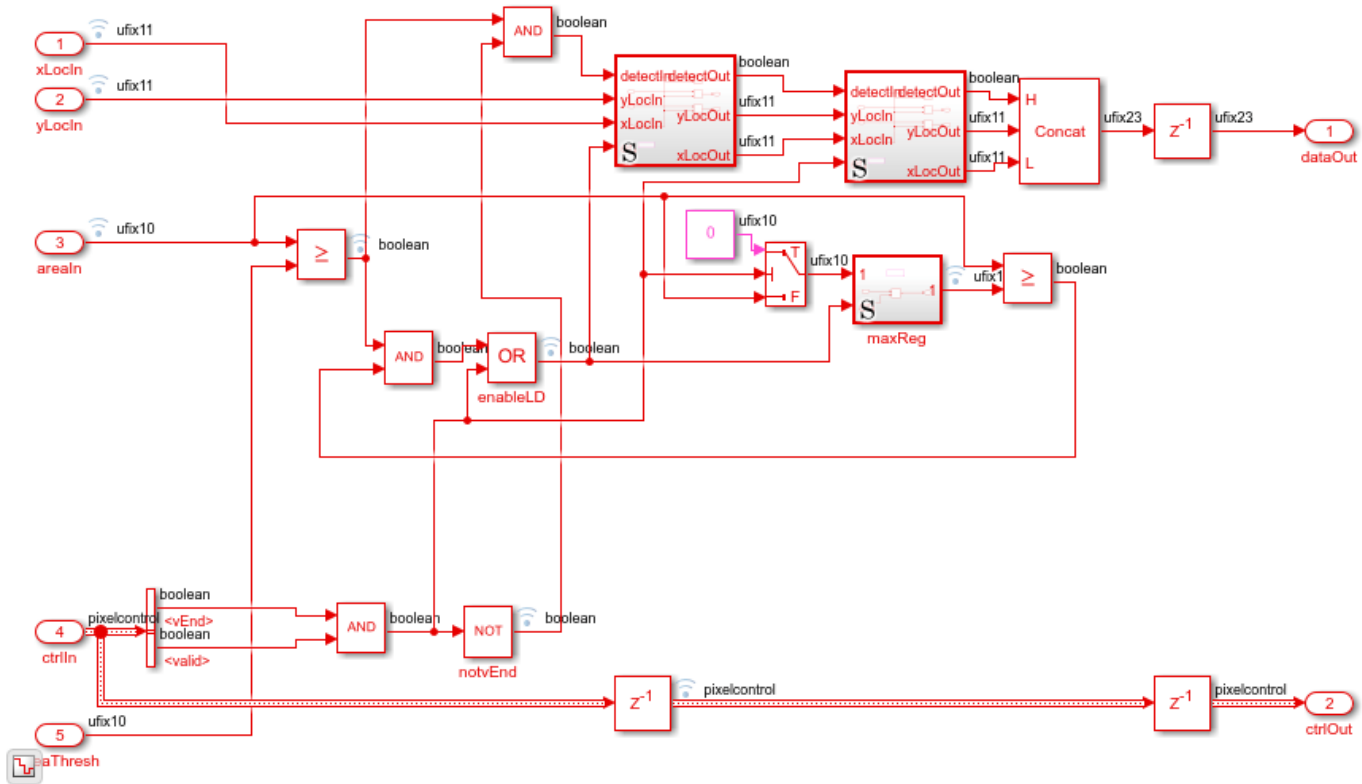 AND
boolean
1
ufix11
xLocIn
2
ufix11
yLocIn
detectIn detectOut
yLocIn yLocOut
xLocIn xLocOut
S
boolean
ufix11
ufix11
detectIn detectOut
yLocIn yLocOut
xLocIn xLocOut
S
boolean
ufix11
ufix11
H
Concat
L
ufix23
Z-1
ufix23
1
dataOut
3
ufix10
areaIn
≥
boolean
0
ufix10
T
F
ufix10
1
1
S
maxReg
ufix1
≥
boolean
AND
boolean
OR
boolean
enableLD
4
pixelcontrol
ctrlIn
boolean
<vEnd>
boolean
<valid>
AND
boolean
NOT
boolean
notvEnd
Z-1
pixelcontrol
Z-1
pixelcontrol
2
ctrlOut
5
ufix10
eaThresh